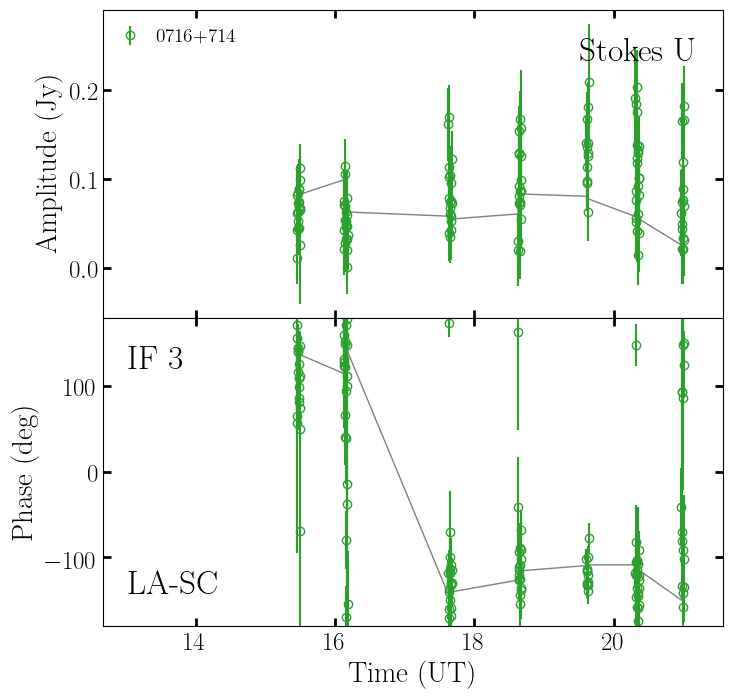 0716+714
Stokes U
0.2
0.1
0.0
Amplitude (Jy)
IF 3
100
0
−100
Phase (deg)
LA-SC
14 16 18 20
Time (UT)